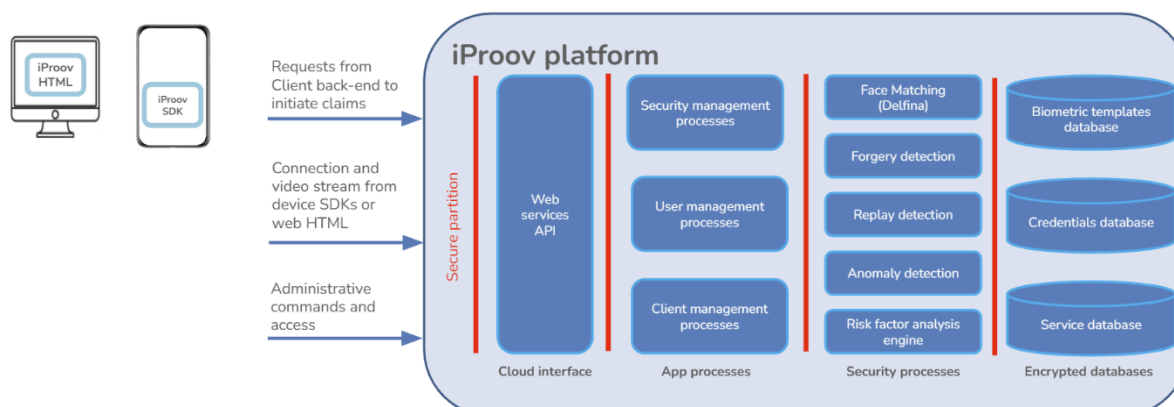 iProov
HTML
iProov
SDK
Requests from
Client back-end to
initiate claims
Connection and
video stream from
device SDKs or
web HTML
Administrative
commands and
access
iProov platform
Secure partition
Web
services
API
Cloud interface
Security management
processes
User management
processes
Client management
processes
App processes
Face Matching
(Delfina)
Forgery detection
Replay detection
Anomaly detection
Risk factor analysis
engine
Security processes
Biometric templates
database
Credentials database
Service database
Encrypted databases